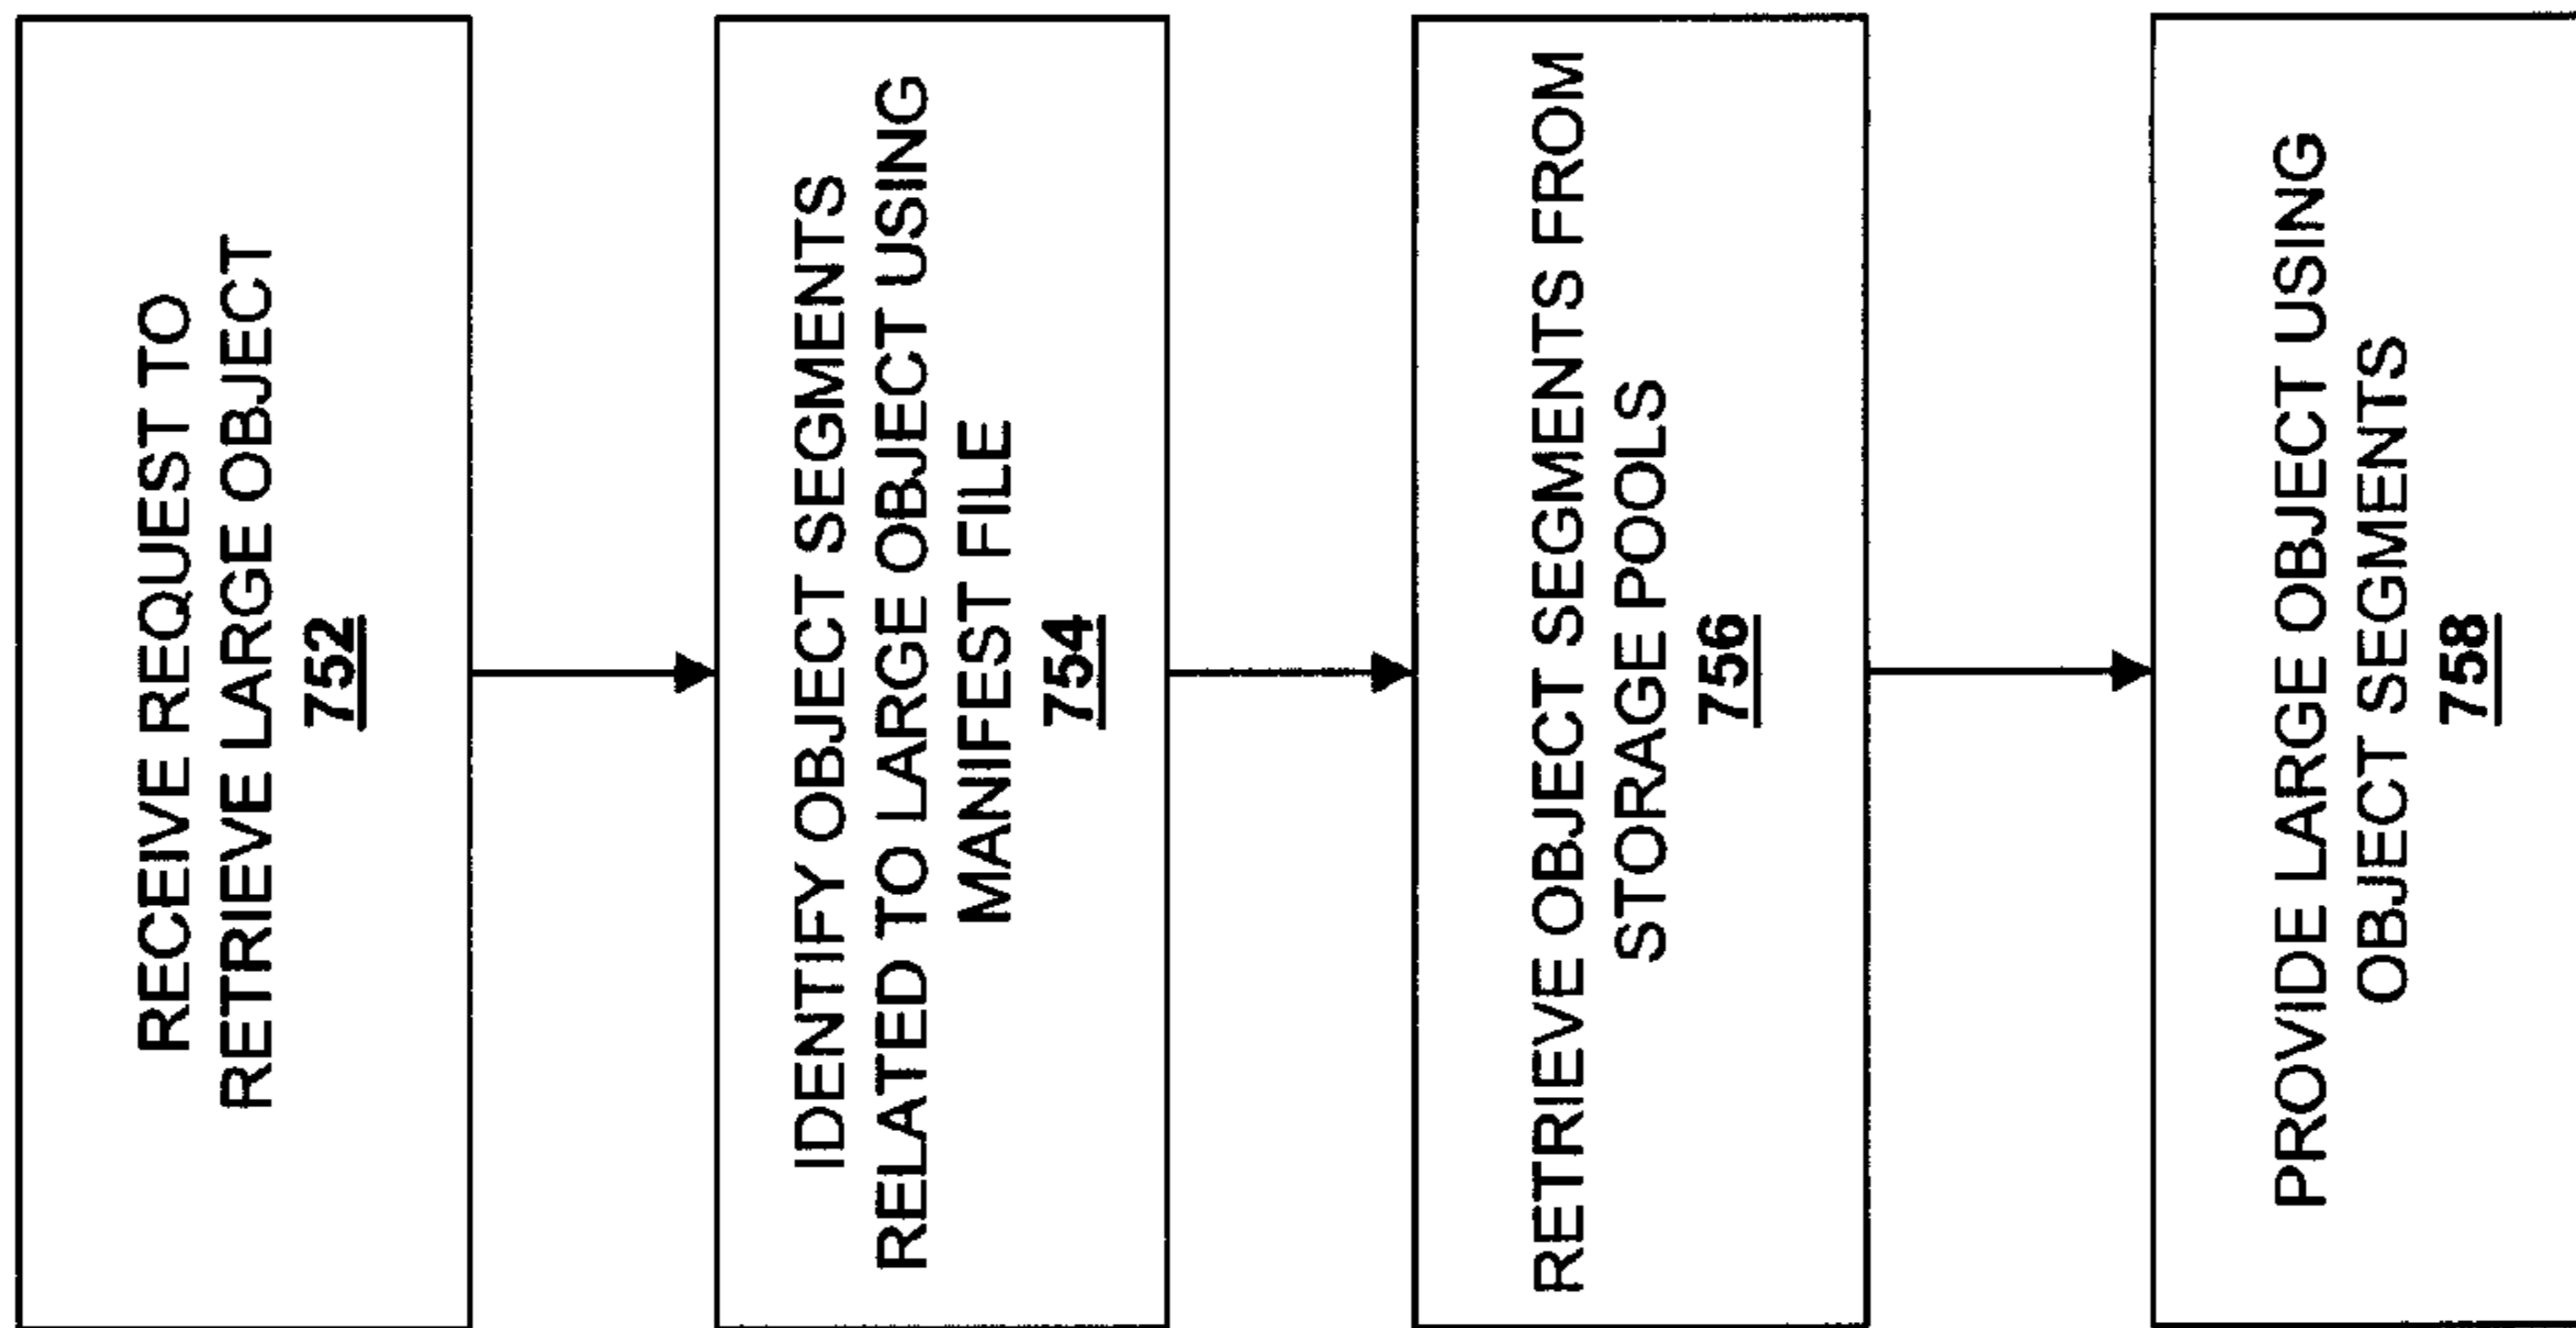 RECEIVE REQUEST TO
RETRIEVE LARGE OBJECT
752
IDENTIFY OBJECT SEGMENTS
RELATED TO LARGE OBJECT USING
MANIFEST FILE
754
RETRIEVE OBJECT SEGMENTS FROM
STORAGE POOLS
756
PROVIDE LARGE OBJECT USING
OBJECT SEGMENTS
758